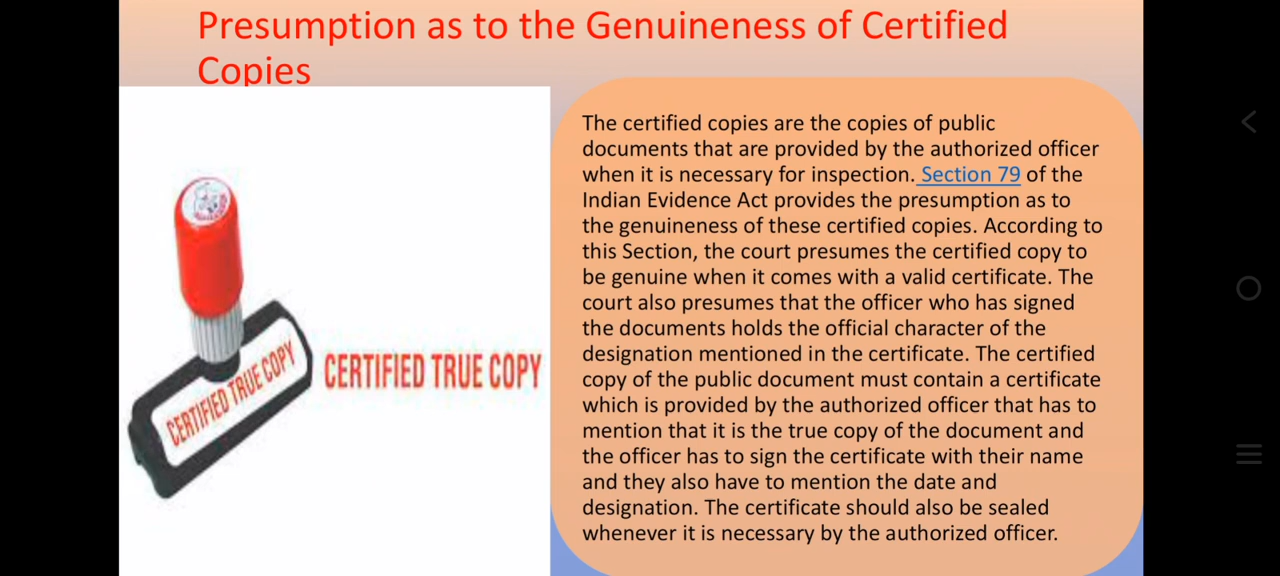 Presumption as to the Genuineness of Certified
Copies
The certified copies are the copies of public
documents that are provided by the authorized officer
when it is necessary for inspection. Section 79 of the
Indian Evidence Act provides the presumption as to
the genuineness of these certified copies. According to
this Section, the court presumes the certified copy to
be genuine when it comes with a valid certificate. The
court also presumes that the officer who has signed
the documents holds the official character of the
designation mentioned in the certificate. The certified
copy of the public document must contain a certificate
which is provided by the authorized officer that has to
mention that it is the true copy of the document and
the officer has to sign the certificate with their name
and they also have to mention the date and
designation. The certificate should also be sealed
whenever it is necessary by the authorized officer.
CERTIFIED TRUE COPY
CERTIFIED TRUE COPY